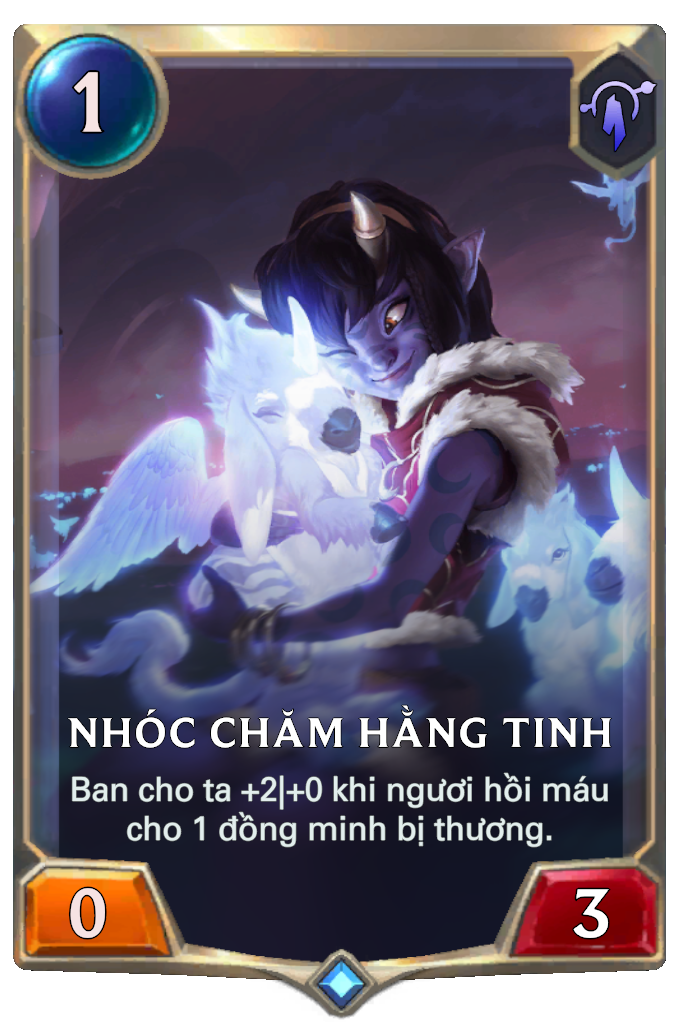 1
NHÓC CHĂM HẰNG TINH
Ban cho ta +2|+0 khi ngươi hồi máu
cho 1 đồng minh bị thương.
0
3